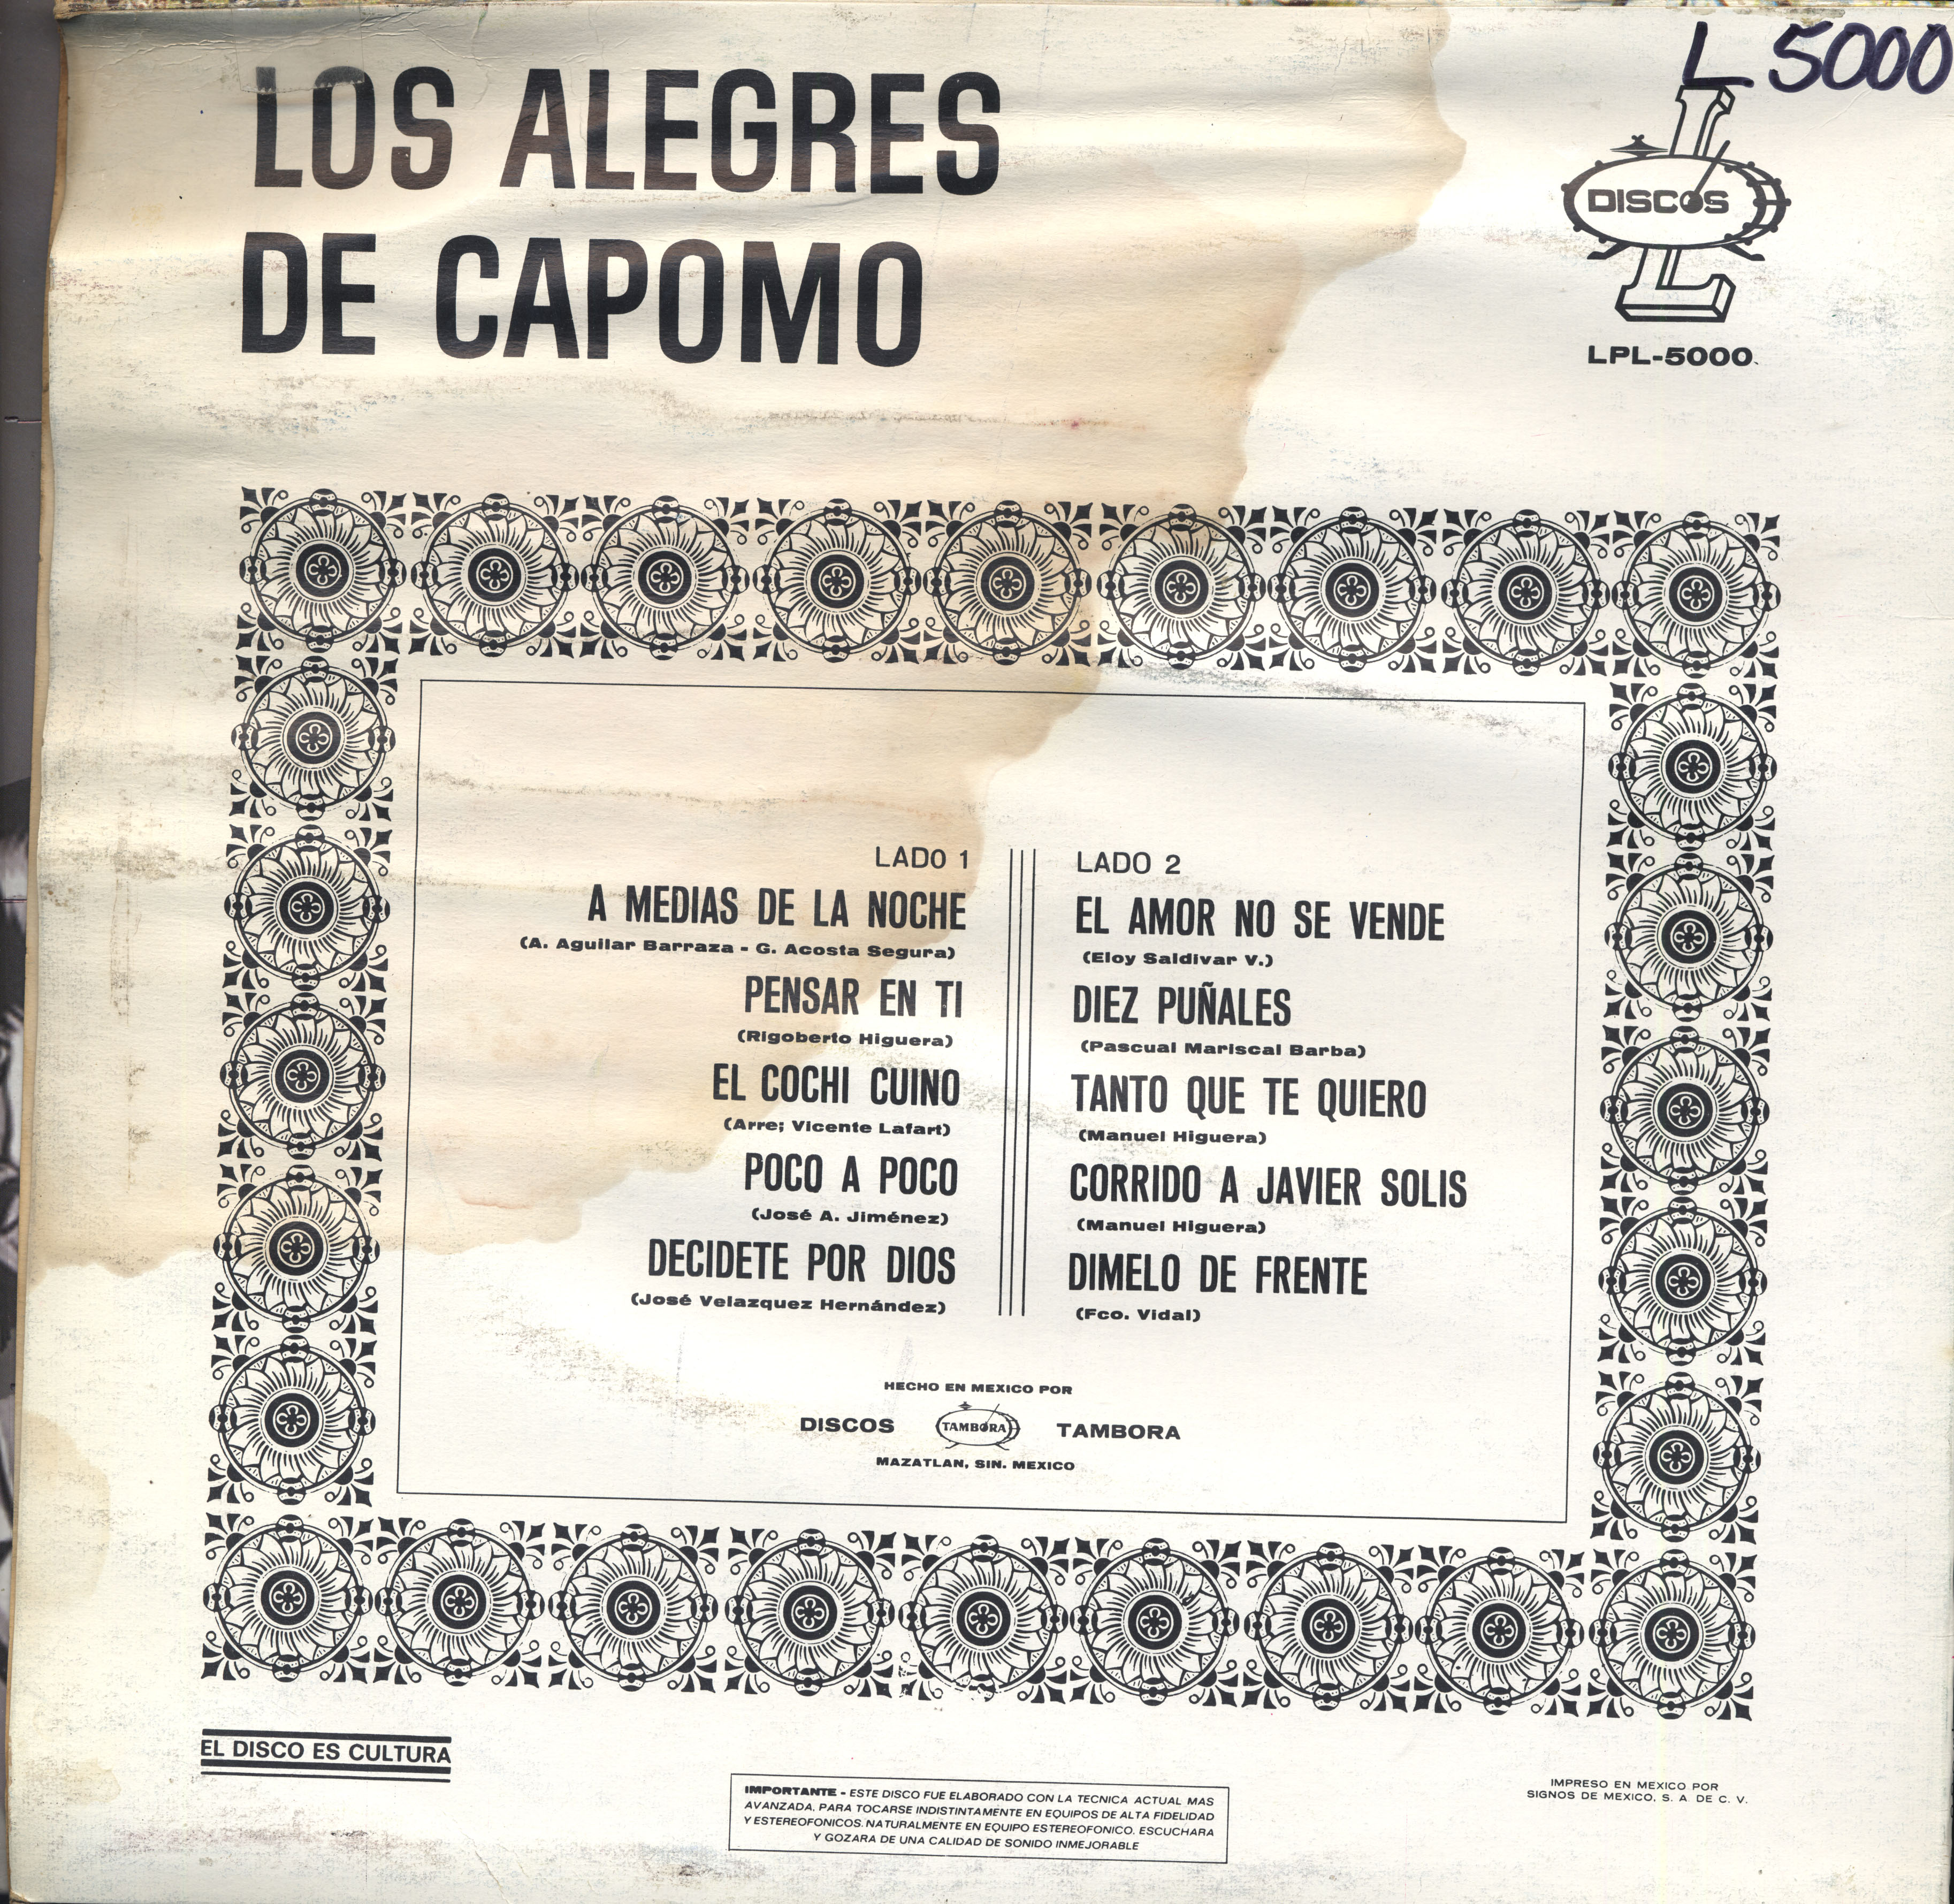 L 5000
LOS ALEGRES
DE CAPOMO
L
DISCOS
L
LPL-5000
LADO 1
A MEDIAS DE LA NOCHE
(A. Aguilar Barraza - G. Acosta Segura)
PENSAR EN TI
(Rigoberto Higuera)
EL COCHI CUINO
(Arre; Vicente Lafart)
POCO A POCO
(José A. Jiménez)
DECIDETE POR DIOS
(José Velazquez Hernández)
LADO 2
EL AMOR NO SE VENDE
(Eloy Saldivar V.)
DIEZ PUÑALES
(Pascual Mariscal Barba)
TANTO QUE TE QUIERO
(Manuel Higuera)
CORRIDO A JAVIER SOLIS
(Manuel Higuera)
DIMELO DE FRENTE
(Fco. Vidal)
HECHO EN MEXICO POR
DISCOS TAMBORA TAMBORA
MAZATLAN, SIN. MEXICO
EL DISCO ES CULTURA
IMPORTANTE - ESTE DISCO FUE ELABORADO CON LA TECNICA ACTUAL MAS
AVANZADA, PARA TOCARSE INDISTINTAMENTE EN EQUIPOS DE ALTA FIDELIDAD
Y ESTEREOFONICOS. NATURALMENTE EN EQUIPO ESTEREOFONICO, ESCUCHARA
Y GOZARA DE UNA CALIDAD DE SONIDO INMEJORABLE
IMPRESO EN MEXICO POR
SIGNOS DE MEXICO, S. A. DE C. V.